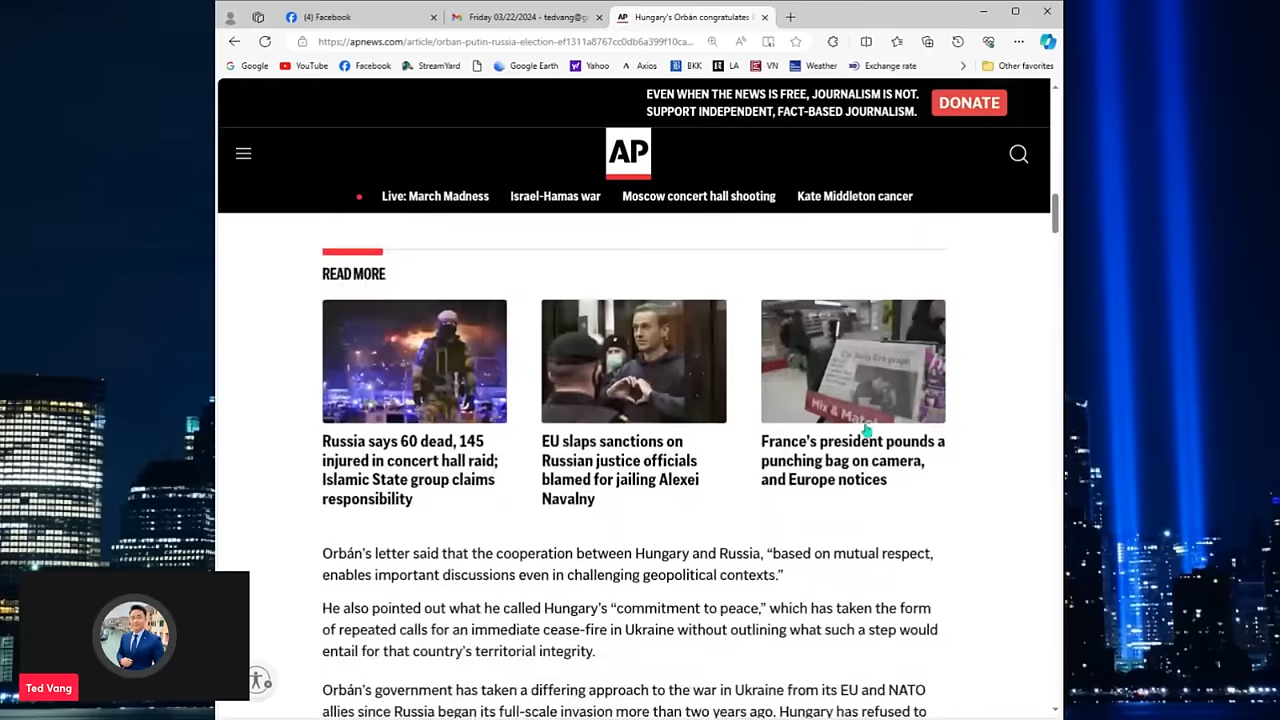 (4) Facebook
Friday 03/22/2024 - tedvang@g
Hungary's Orbán congratulates
https://apnews.com/article/orban-putin-russia-election-ef1311a8767cc0db6a399f10ca...
Google YouTube Facebook StreamYard Google Earth Yahoo Axios BKK LA VN Weather Exchange rate Other favorites
EVEN WHEN THE NEWS IS FREE, JOURNALISM IS NOT.
SUPPORT INDEPENDENT, FACT-BASED JOURNALISM.
DONATE
AP
Live: March Madness Israel-Hamas war Moscow concert hall shooting Kate Middleton cancer
READ MORE
Russia says 60 dead, 145
injured in concert hall raid;
Islamic State group claims
responsibility
EU slaps sanctions on
Russian justice officials
blamed for jailing Alexei
Navalny
Mix & Mat
France's president pounds a
punching bag on camera,
and Europe notices
Orbán's letter said that the cooperation between Hungary and Russia, “based on mutual respect,
enables important discussions even in challenging geopolitical contexts.”
He also pointed out what he called Hungary's “commitment to peace,” which has taken the form
of repeated calls for an immediate cease-fire in Ukraine without outlining what such a step would
entail for that country's territorial integrity.
Orbán's government has taken a differing approach to the war in Ukraine from its EU and NATO
allies since Russia began its full-scale invasion more than two years ago. Hungary has refused to
Ted Vang